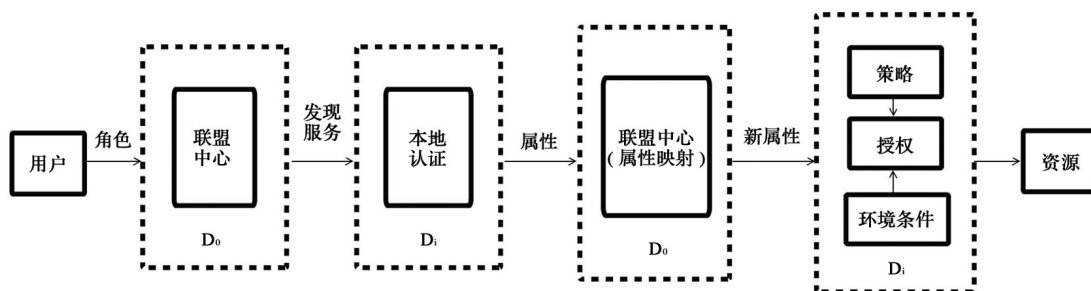 用户
角色
联盟
中心
D₀
发现
服务
本地
认证
Dᵢ
属性
联盟中心
(属性映射)
D₀
新属性
策略
授权
环境条件
Dᵢ
资源